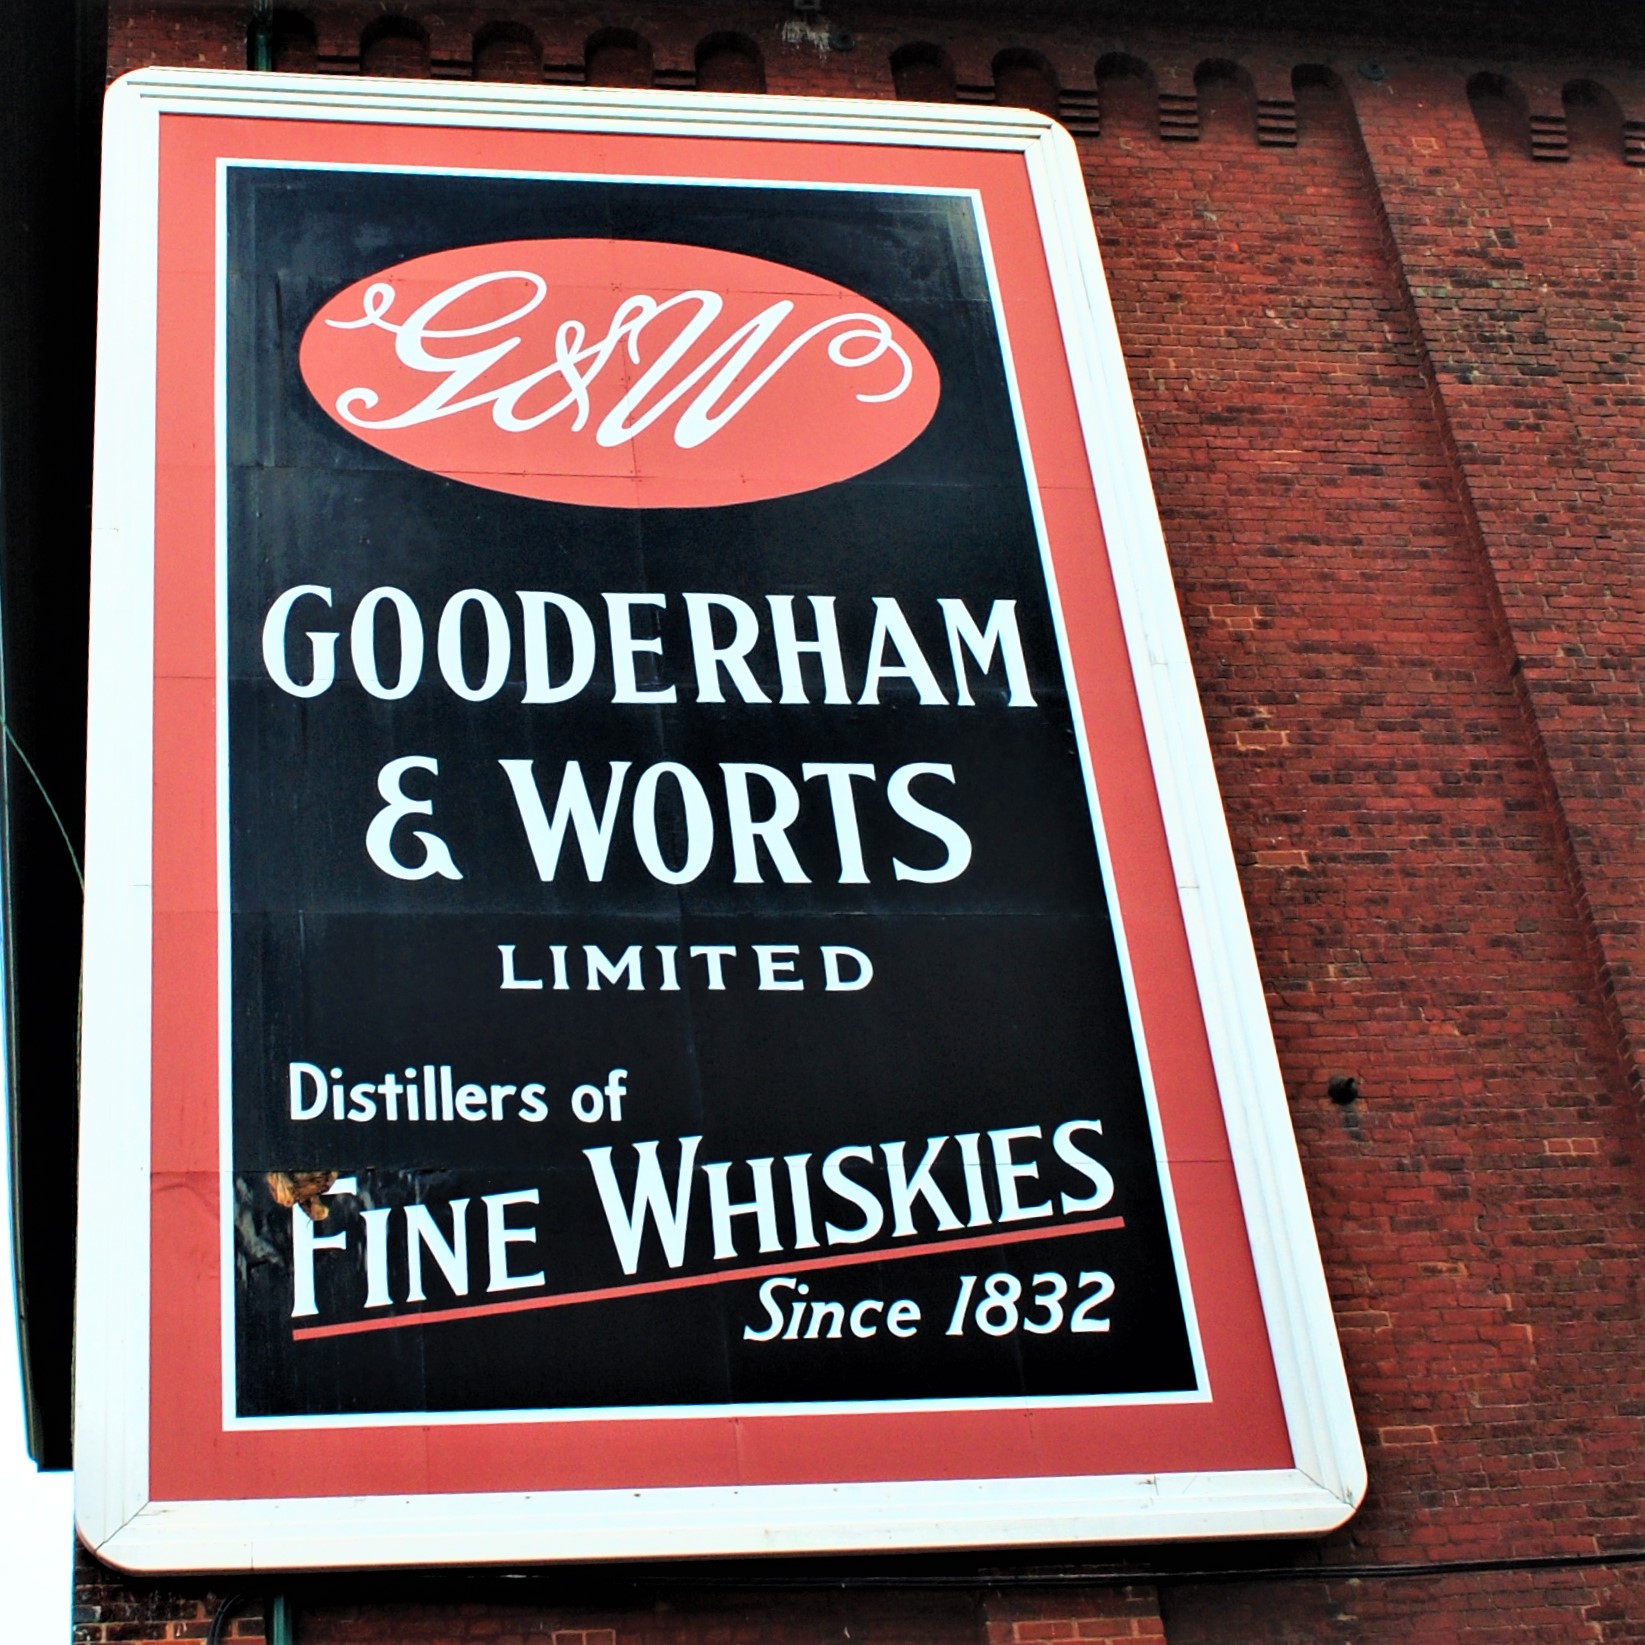 G&W
GOODERHAM
& WORTS
LIMITED
Distillers of
FINE WHISKIES
Since 1832